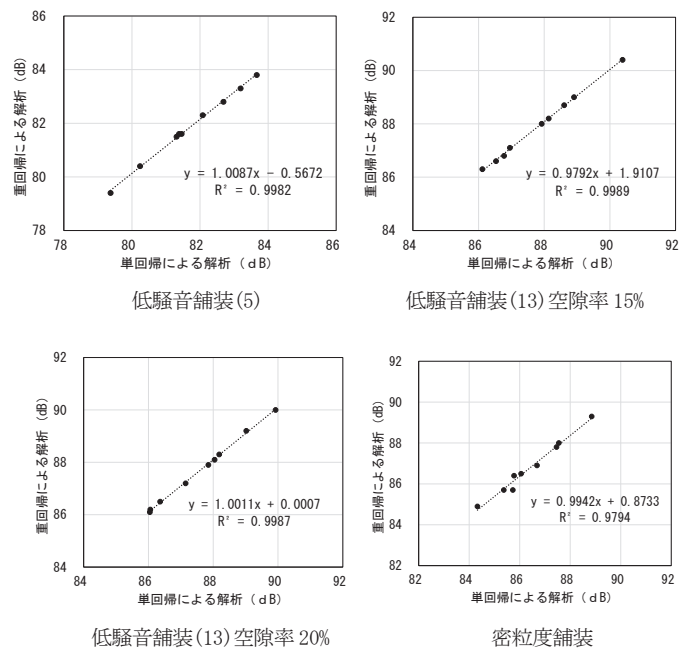 86
84
82
80
78
78
80
82
84
86
重回帰による解析 (dB)
単回帰による解析 (dB)
y = 1.0087x − 0.5672
R² = 0.9982
低騒音舗装(5)
92
90
88
86
84
84
86
88
90
92
重回帰による解析 (dB)
単回帰による解析 (dB)
y = 0.9792x + 1.9107
R² = 0.9989
低騒音舗装(13)空隙率 15%
92
90
88
86
84
84
86
88
90
92
重回帰による解析 (dB)
単回帰による解析 (dB)
y = 1.0011x + 0.0007
R² = 0.9987
低騒音舗装(13)空隙率 20%
92
90
88
86
84
82
82
84
86
88
90
92
重回帰による解析 (dB)
単回帰による解析 (dB)
y = 0.9942x + 0.8733
R² = 0.9794
密粒度舗装